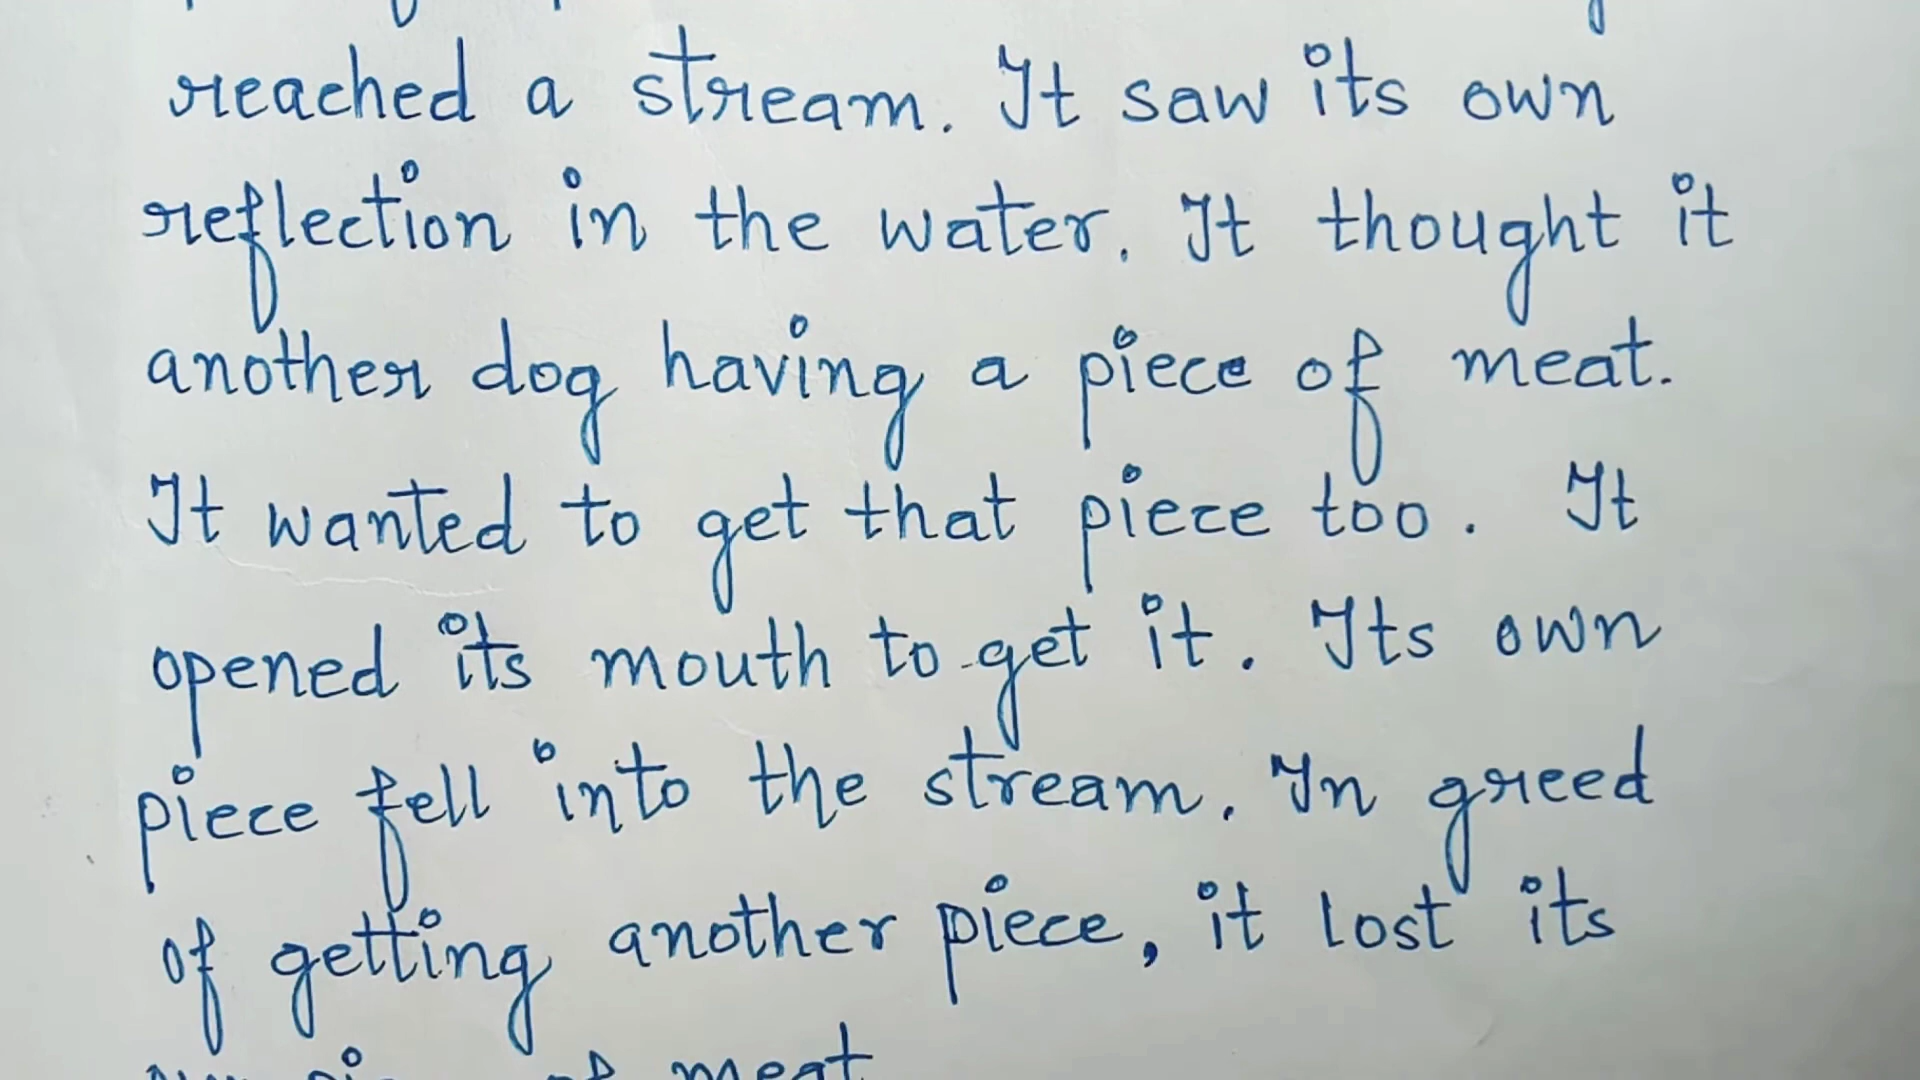 reached a stream. It saw its own
reflection in the water. It thought it
another dog having a piece of meat.
It wanted to get that piece too. It
opened its mouth to get it. Its own
piece fell into the stream. In greed
of getting another piece, it lost its
of meat